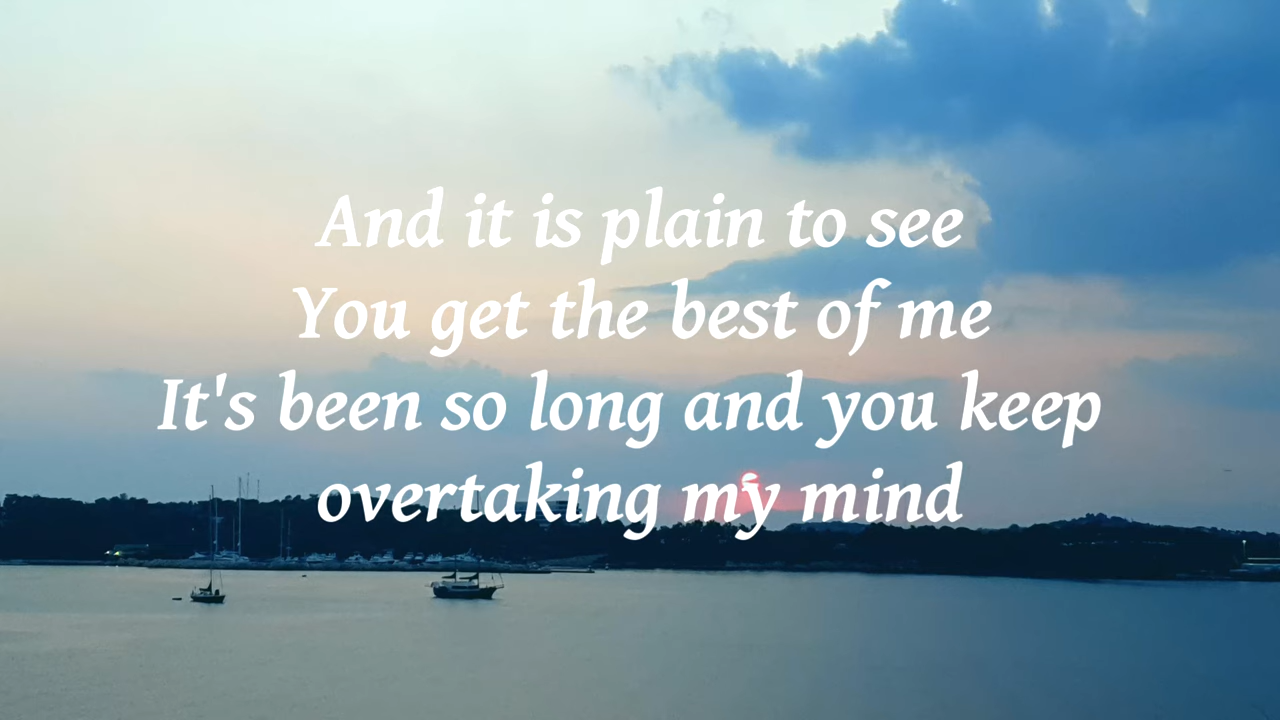 And it is plain to see
You get the best of me
It's been so long and you keep
overtaking my mind